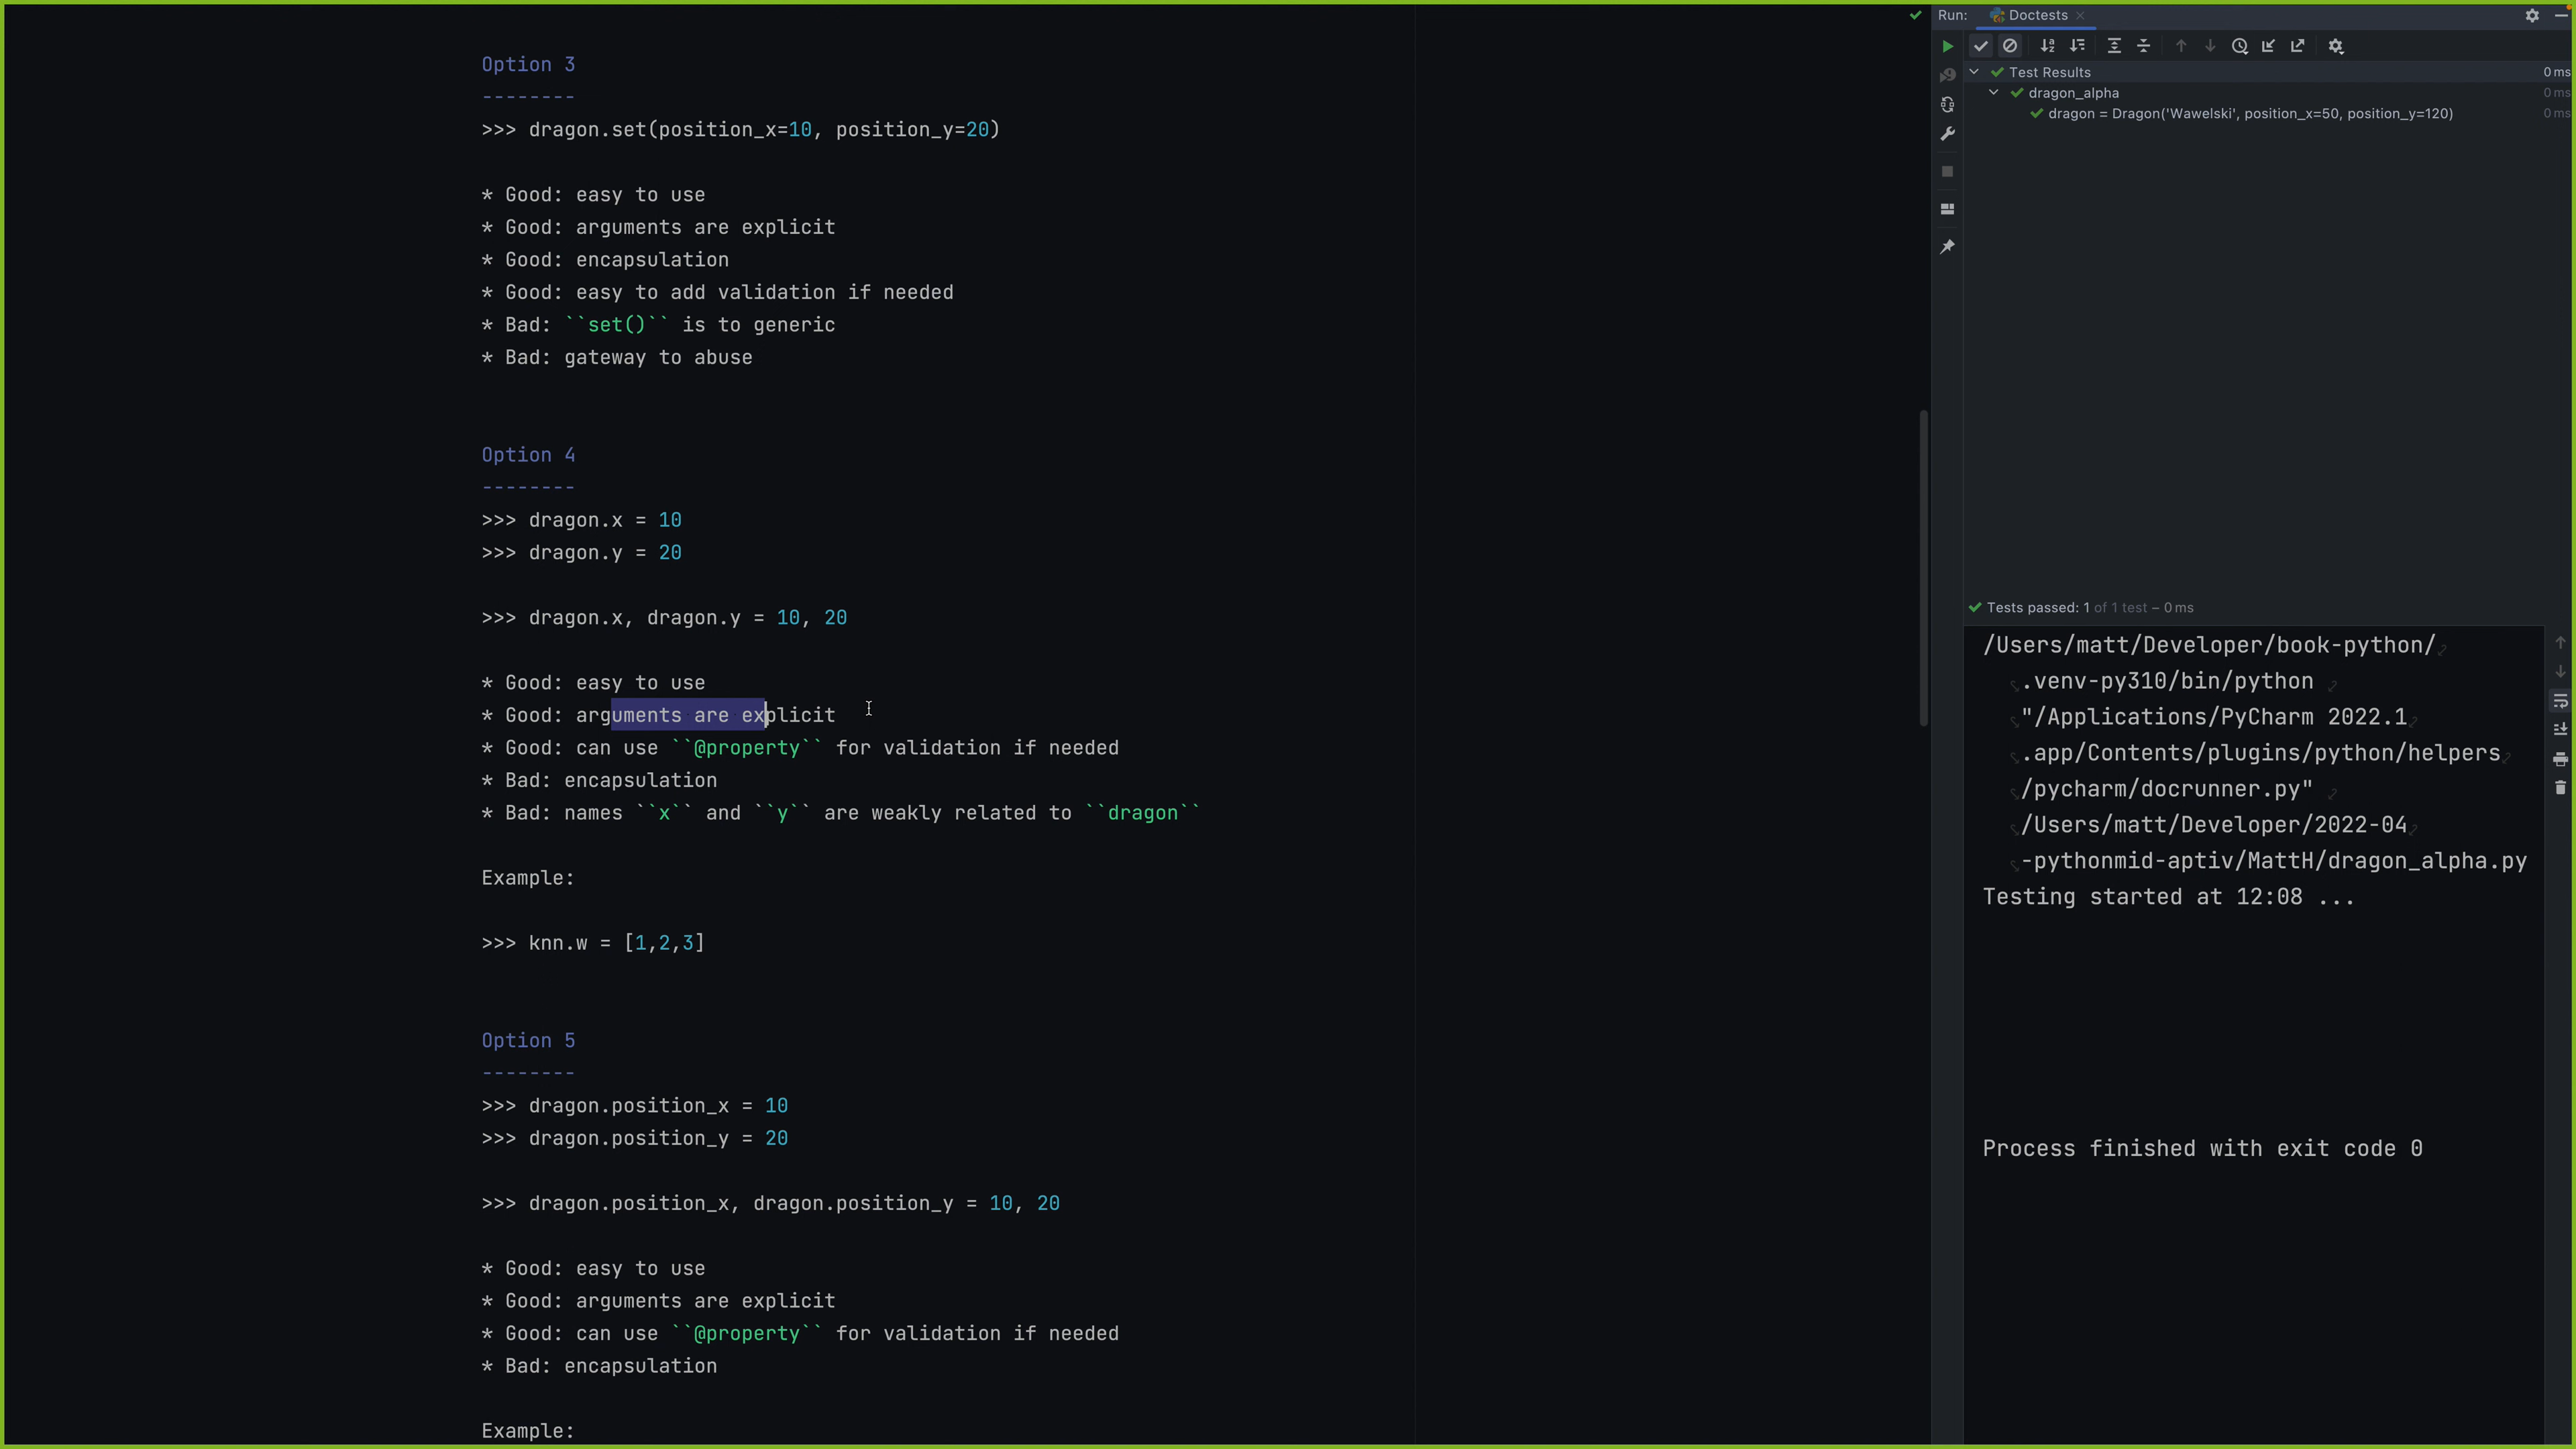 Option 3
--------
>>> dragon.set(position_x=10, position_y=20)
* Good: easy to use
* Good: arguments are explicit
* Good: encapsulation
* Good: easy to add validation if needed
* Bad: ``set()`` is to generic
* Bad: gateway to abuse
Option 4
--------
>>> dragon.x = 10
>>> dragon.y = 20
>>> dragon.x, dragon.y = 10, 20
* Good: easy to use
* Good: arguments are explicit
* Good: can use ``@property`` for validation if needed
* Bad: encapsulation
* Bad: names ``x`` and ``y`` are weakly related to ``dragon``
Example:
>>> knn.w = [1,2,3]
Option 5
--------
>>> dragon.position_x = 10
>>> dragon.position_y = 20
>>> dragon.position_x, dragon.position_y = 10, 20
* Good: easy to use
* Good: arguments are explicit
* Good: can use ``@property`` for validation if needed
* Bad: encapsulation
Example:
Run: Doctests
Test Results 0 ms
dragon_alpha 0 ms
dragon = Dragon('Wawelski', position_x=50, position_y=120) 0 ms
Tests passed: 1 of 1 test – 0 ms
/Users/matt/Developer/book-python/
.venv-py310/bin/python
"/Applications/PyCharm 2022.1
.app/Contents/plugins/python/helpers
/pycharm/docrunner.py"
/Users/matt/Developer/2022-04
-pythonmid-aptiv/MattH/dragon_alpha.py
Testing started at 12:08 ...
Process finished with exit code 0